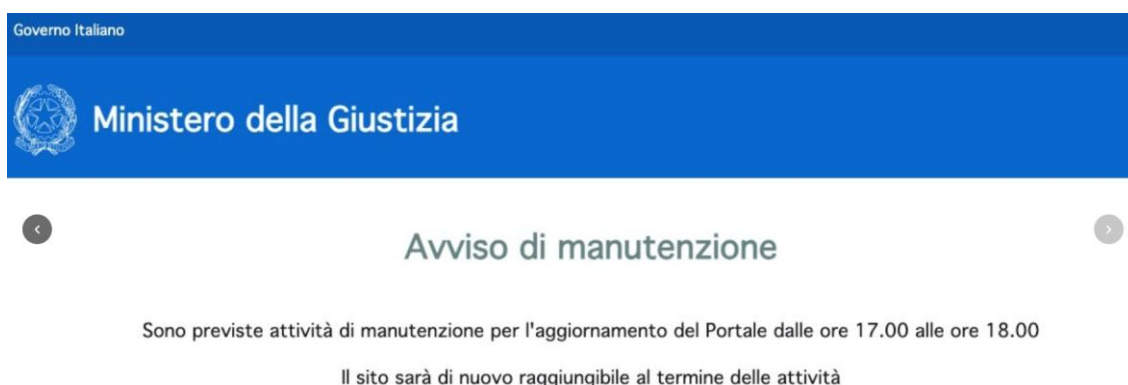 Governo Italiano
Ministero della Giustizia
Avviso di manutenzione
Sono previste attività di manutenzione per l'aggiornamento del Portale dalle ore 17.00 alle ore 18.00
Il sito sarà di nuovo raggiungibile al termine delle attività